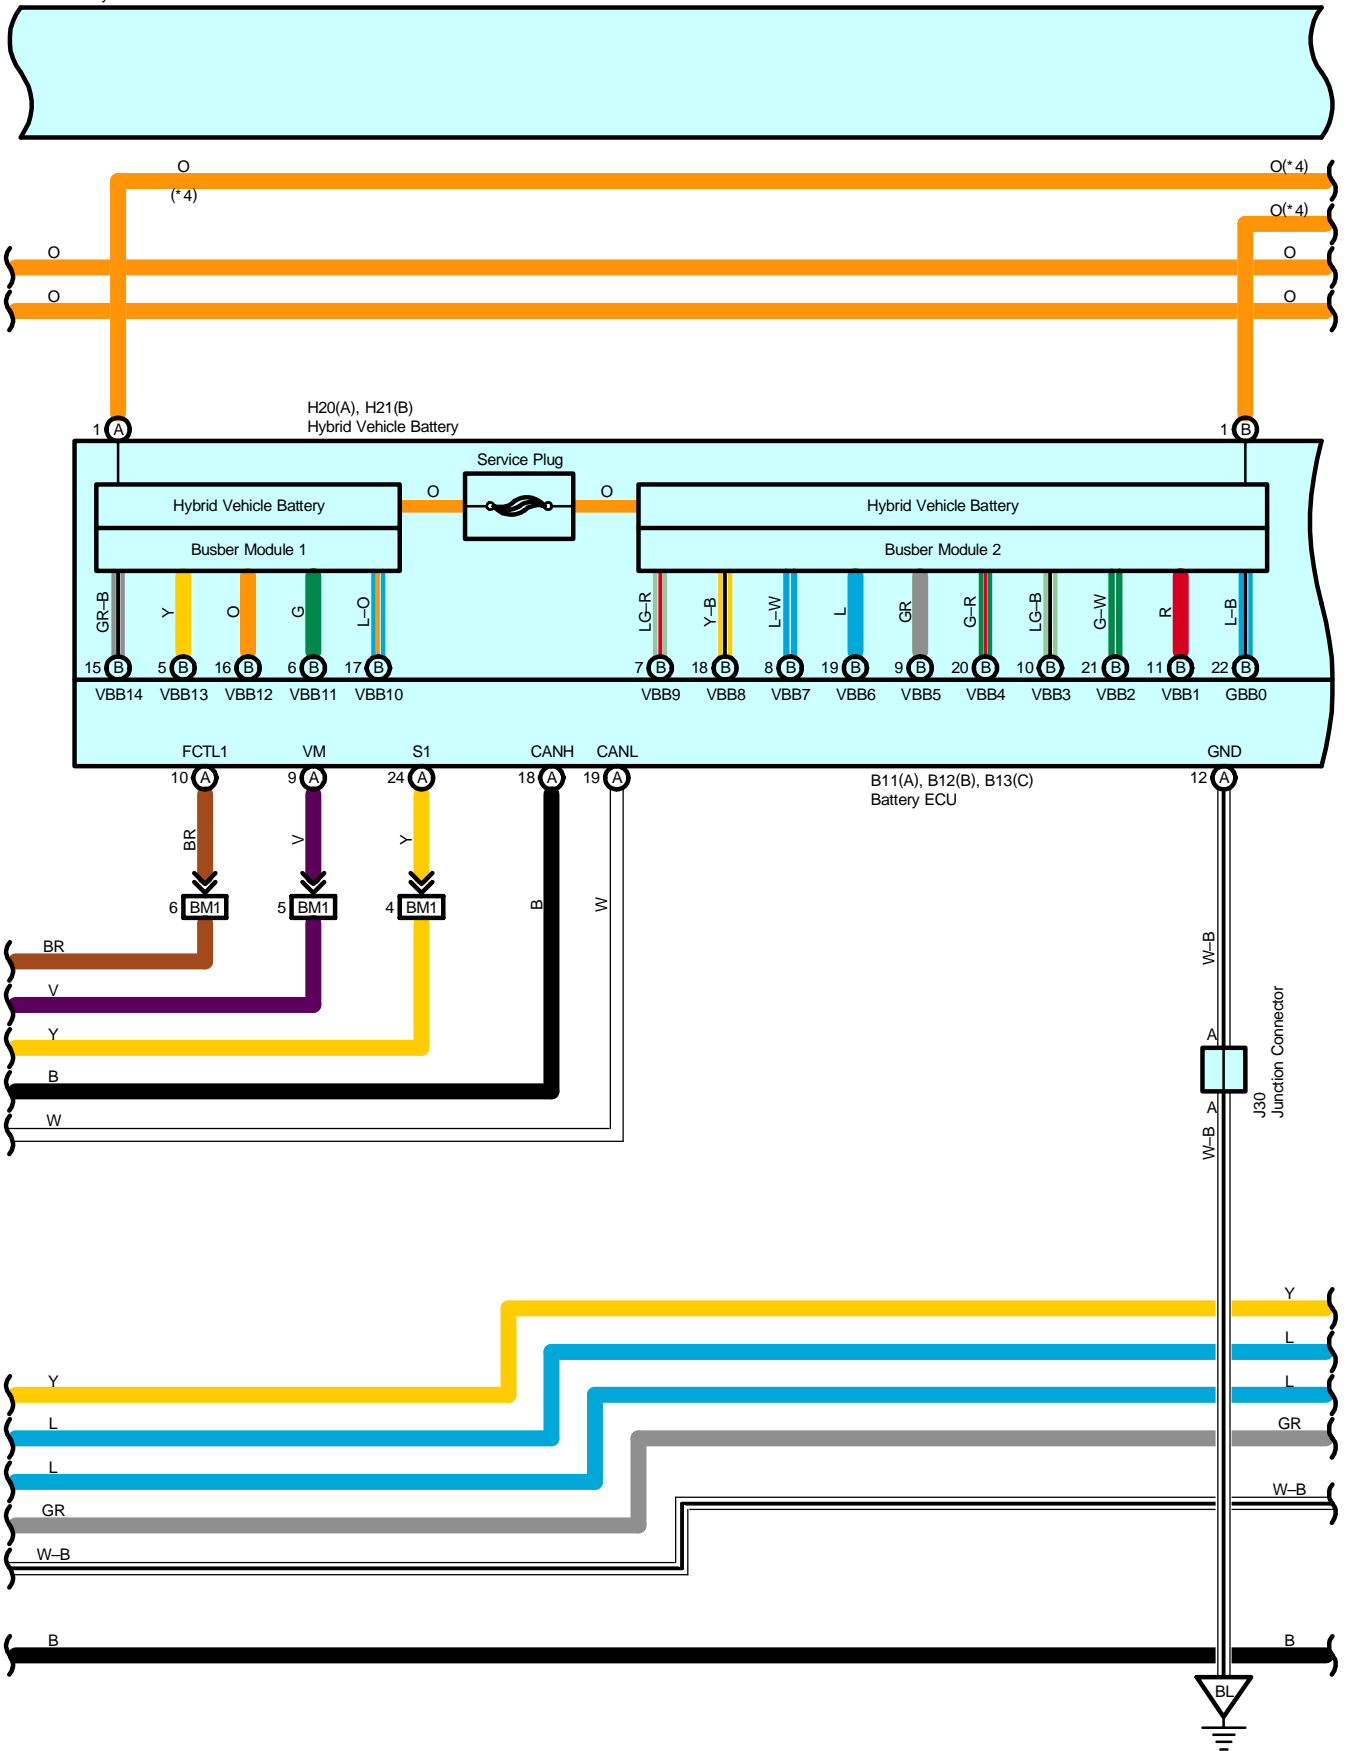 O
(*4)
O(*4)
O(*4)
O
O
O
O
H20(A), H21(B)
Hybrid Vehicle Battery
1 A
1 B
Service Plug
Hybrid Vehicle Battery
O
O
Hybrid Vehicle Battery
Busber Module 1
Busber Module 2
GR–B
Y
O
G
L–O
LG–R
Y–B
L–W
L
GR
G–R
LG–B
G–W
R
L–B
15 B
5 B
16 B
6 B
17 B
7 B
18 B
8 B
19 B
9 B
20 B
10 B
21 B
11 B
22 B
VBB14
VBB13
VBB12
VBB11
VBB10
VBB9
VBB8
VBB7
VBB6
VBB5
VBB4
VBB3
VBB2
VBB1
GBB0
FCTL1
VM
S1
CANH
CANL
GND
10 A
9 A
24 A
18 A
19 A
12 A
B11(A), B12(B), B13(C)
Battery ECU
BR
V
Y
B
W
W–B
6 BM1
5 BM1
4 BM1
BR
V
Y
B
W
A
A
J30
Junction Connector
W–B
Y
L
L
GR
W–B
Y
L
L
GR
W–B
B
B
BL